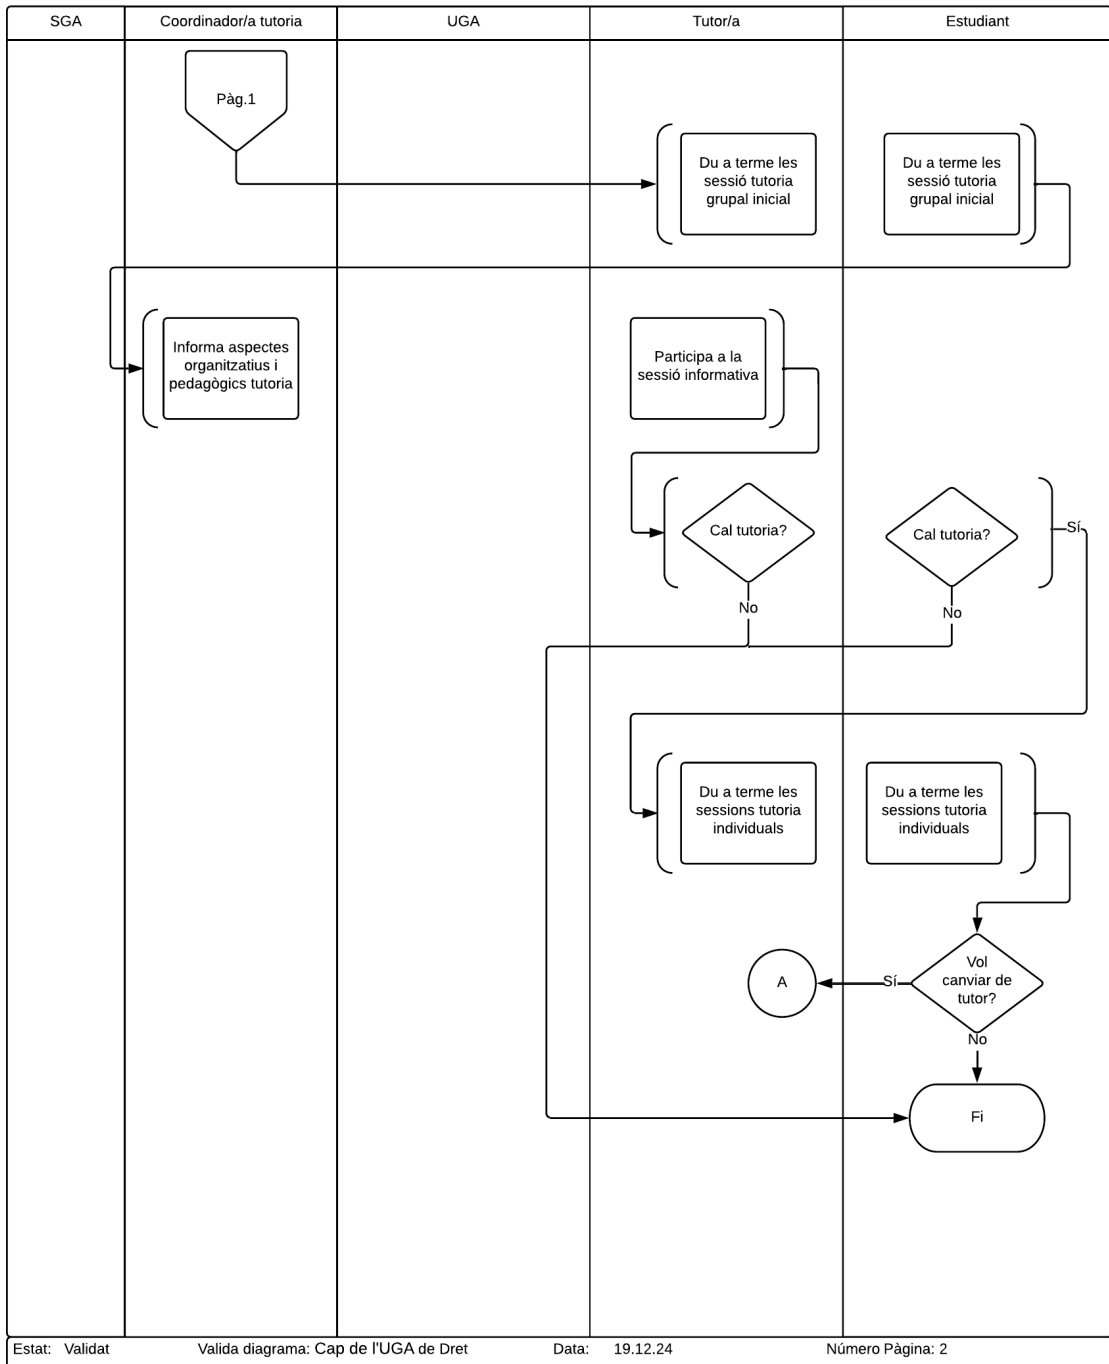 SGA
Coordinador/a tutoria
UGA
Tutor/a
Estudiant
Pàg.1
Du a terme les
sessió tutoria
grupal inicial
Du a terme les
sessió tutoria
grupal inicial
Informa aspectes
organitzatius i
pedagògics tutoria
Participa a la
sessió informativa
Cal tutoria?
Cal tutoria?
Sí
No
No
Du a terme les
sessions tutoria
individuals
Du a terme les
sessions tutoria
individuals
Vol
canviar de
tutor?
Sí
A
No
Fi
Estat: Validat
Valida diagrama: Cap de l'UGA de Dret
Data: 19.12.24
Número Pàgina: 2